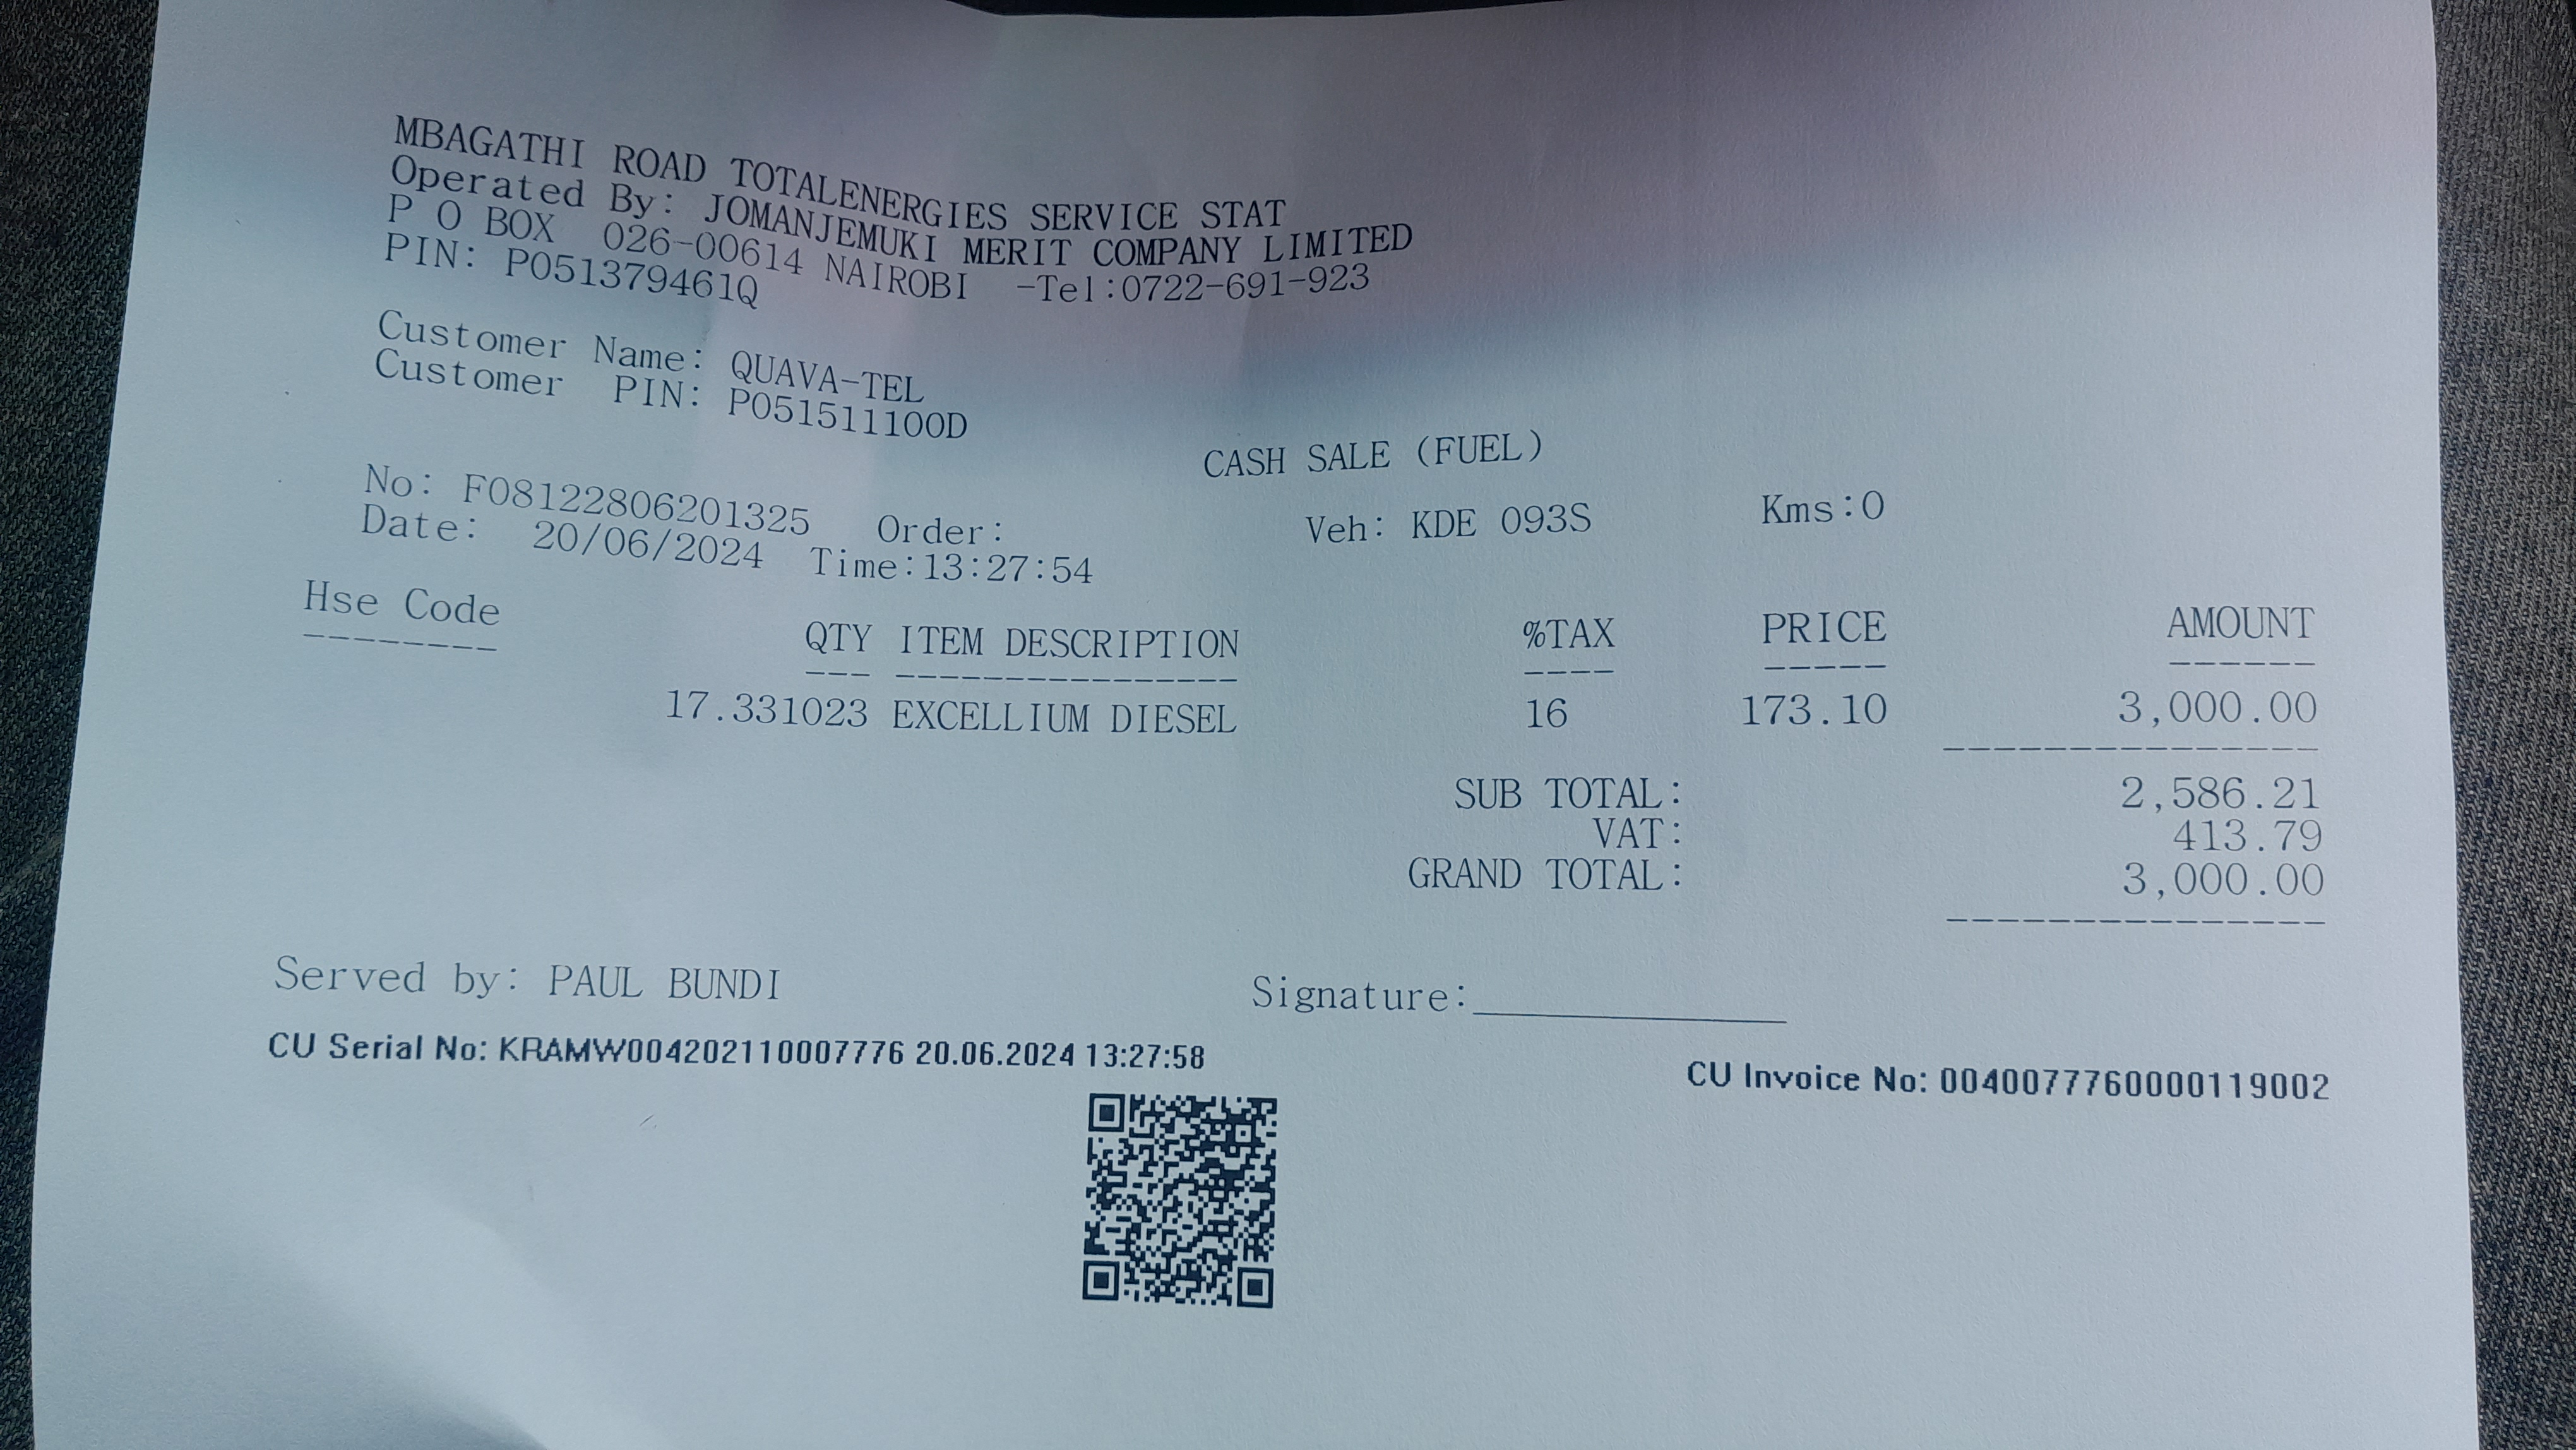 MBAGATHI ROAD TOTALENERGIES SERVICE STAT
Operated By: JOMANJEMUKI MERIT COMPANY LIMITED
P O BOX 026-00614 NAIROBI -Tel:0722-691-923
PIN: P051379461Q
Customer Name: QUAVA-TEL
Customer PIN: P051511100D
CASH SALE (FUEL)
No: F08122806201325 Order: Veh: KDE 093S Kms:0
Date: 20/06/2024 Time:13:27:54
Hse Code QTY ITEM DESCRIPTION %TAX PRICE AMOUNT
17.331023 EXCELLIUM DIESEL 16 173.10 3,000.00
SUB TOTAL: 2,586.21
VAT: 413.79
GRAND TOTAL: 3,000.00
Served by: PAUL BUNDI Signature:
CU Serial No: KRAMW004202110007776 20.06.2024 13:27:58 CU Invoice No: 0040077760000119002